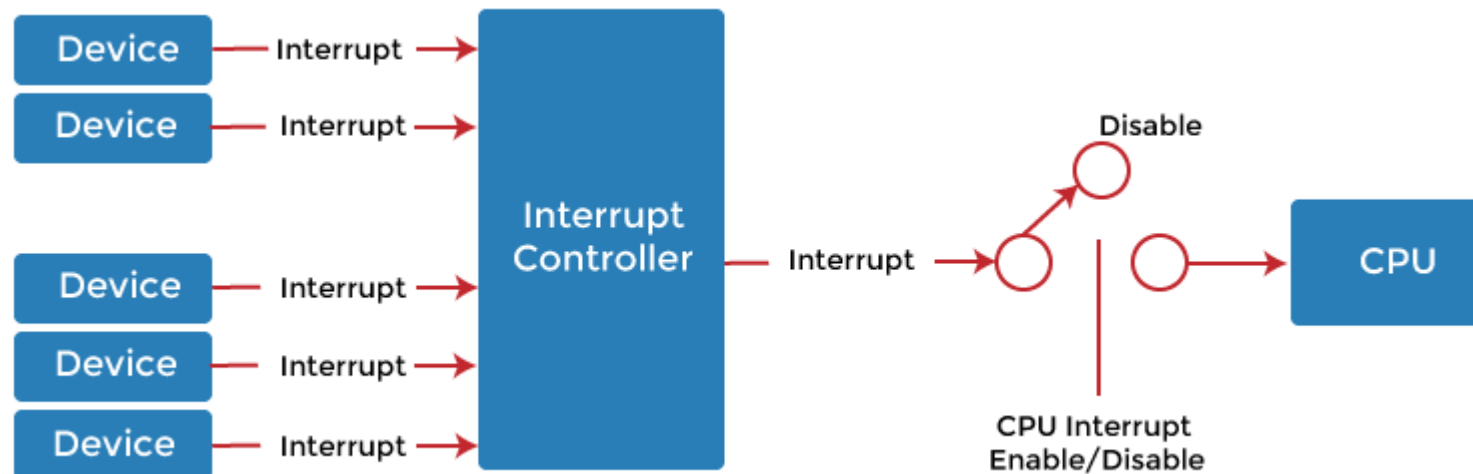 Device
Interrupt
Device
Interrupt
Disable
Interrupt
Controller
Interrupt
CPU
Device
Interrupt
Device
Interrupt
Device
Interrupt
CPU Interrupt
Enable/Disable